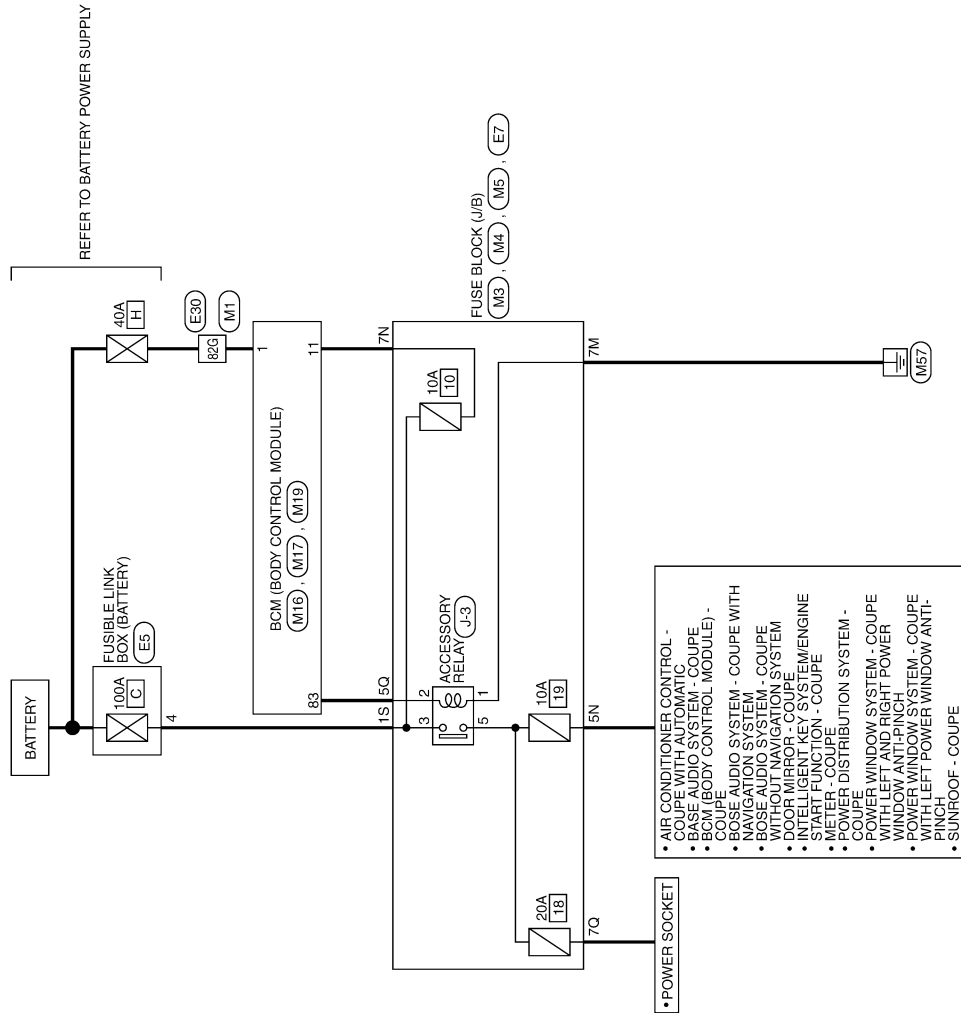 REFER TO BATTERY POWER SUPPLY
BATTERY
FUSIBLE LINK
BOX (BATTERY)
E5
100A
C
4
40A
H
E30
82G
M1
BCM (BODY CONTROL MODULE)
M16 , M17 , M19
1
83
11
FUSE BLOCK (J/B)
M3 , M4 , M5 , E7
1S
5Q
7N
ACCESSORY
RELAY
J-3
3
2
5
1
10A
10
20A
18
10A
19
7Q
5N
7M
M57
• POWER SOCKET
• AIR CONDITIONER CONTROL -
COUPE WITH AUTOMATIC
• BASE AUDIO SYSTEM - COUPE
• BCM (BODY CONTROL MODULE) -
COUPE
• BOSE AUDIO SYSTEM - COUPE WITH
NAVIGATION SYSTEM
• BOSE AUDIO SYSTEM - COUPE
WITHOUT NAVIGATION SYSTEM
• DOOR MIRROR - COUPE
• INTELLIGENT KEY SYSTEM/ENGINE
START FUNCTION - COUPE
• METER - COUPE
• POWER DISTRIBUTION SYSTEM -
COUPE
• POWER WINDOW SYSTEM - COUPE
WITH LEFT AND RIGHT POWER
WINDOW ANTI-PINCH
• POWER WINDOW SYSTEM - COUPE
WITH LEFT POWER WINDOW ANTI-
PINCH
• SUNROOF - COUPE